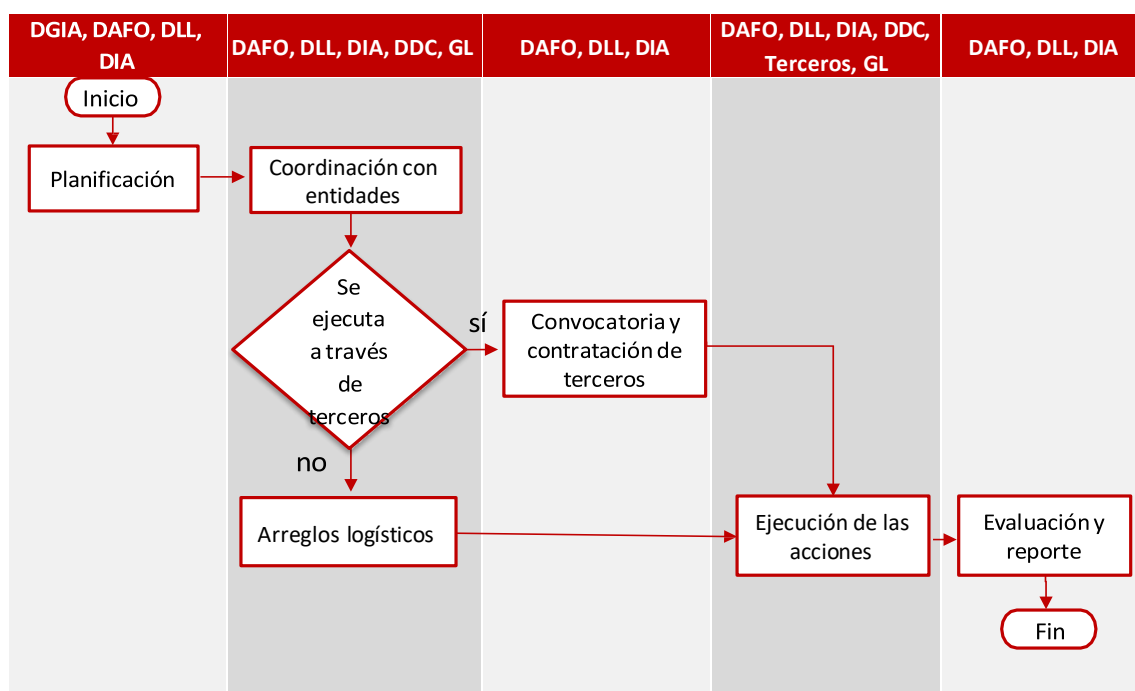 DGIA, DAFO, DLL,
DIA
DAFO, DLL, DIA, DDC, GL
DAFO, DLL, DIA
DAFO, DLL, DIA, DDC,
Terceros, GL
DAFO, DLL, DIA
Inicio
Planificación
Coordinación con
entidades
Se
ejecuta
a través
de
terceros
sí
no
Convocatoria y
contratación de
terceros
Arreglos logísticos
Ejecución de las
acciones
Evaluación y
reporte
Fin